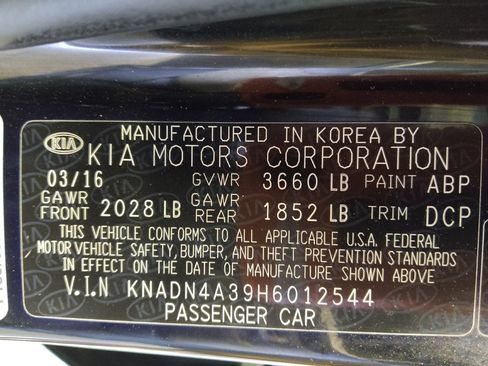 MANUFACTURED IN KOREA BY
KIA KIA MOTORS CORPORATION
03/16 GVWR 3660 LB PAINT ABP
GAWR FRONT 2028 LB GAWR REAR 1852 LB TRIM DCP
THIS VEHICLE CONFORMS TO ALL APPLICABLE U.S.A. FEDERAL
MOTOR VEHICLE SAFETY, BUMPER, AND THEFT PREVENTION STANDARDS
IN EFFECT ON THE DATE OF MANUFACTURE SHOWN ABOVE
V.I.N KNADN4A39H6012544
PASSENGER CAR